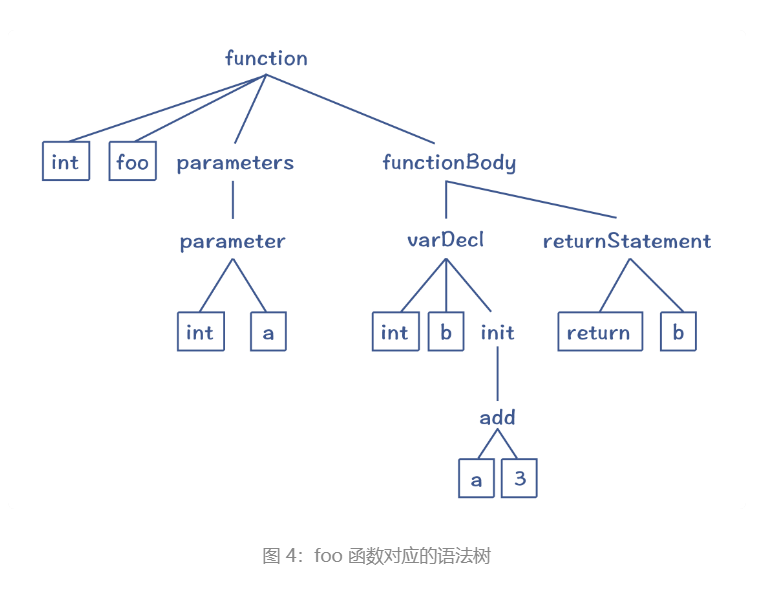 function
int foo parameters functionBody
parameter varDecl returnStatement
int a int b init return b
add
a 3
图 4：foo 函数对应的语法树